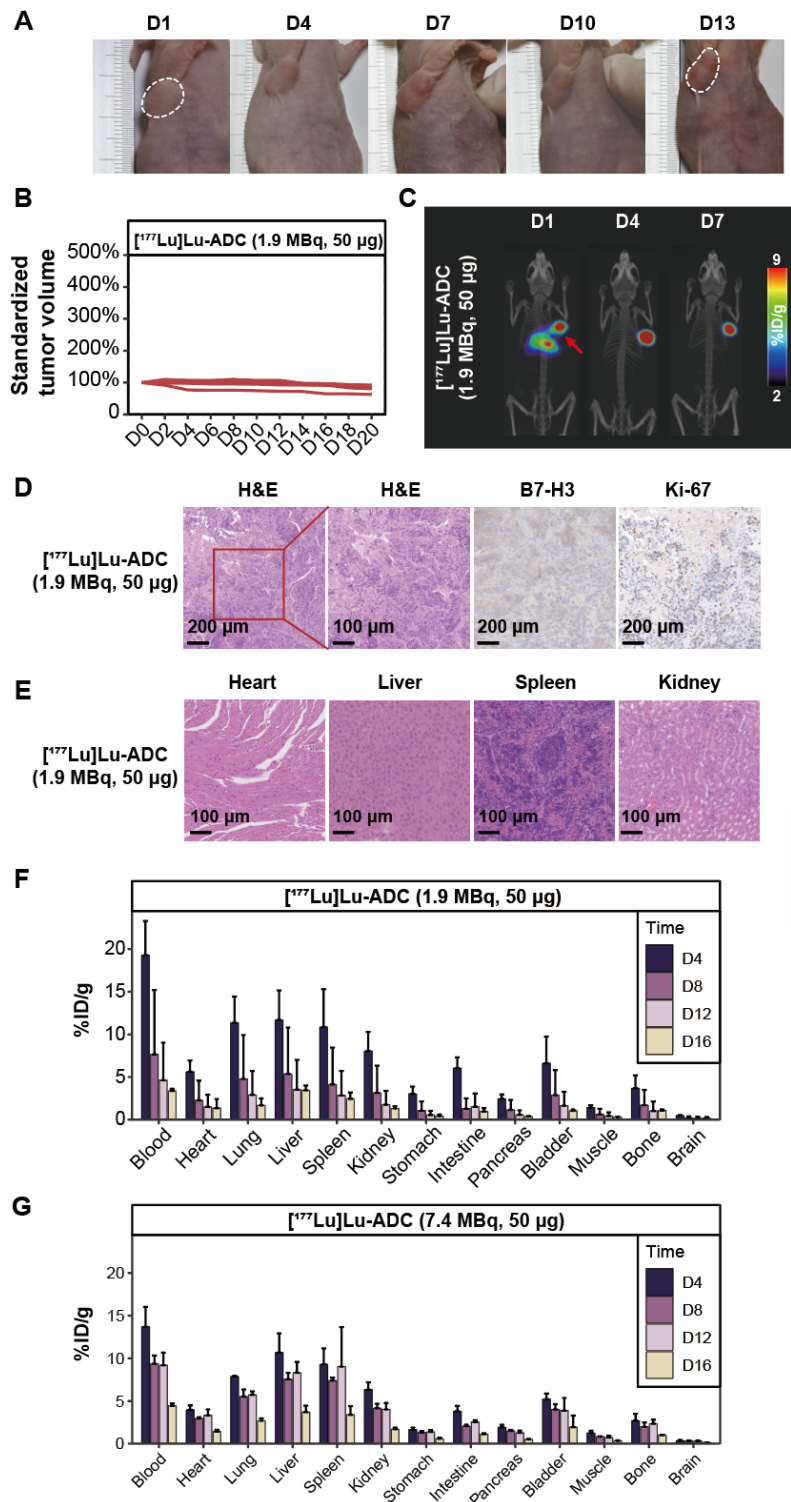 A
D1 D4 D7 D10 D13
B
[¹⁷⁷Lu]Lu-ADC (1.9 MBq, 50 μg)
Standardized
tumor volume
500%
400%
300%
200%
100%
0%
D0 D2 D4 D6 D8 D10 D12 D14 D16 D18 D20
C
D1 D4 D7
[¹⁷⁷Lu]Lu-ADC
(1.9 MBq, 50 μg)
9
%ID/g
2
D
H&E H&E B7-H3 Ki-67
[¹⁷⁷Lu]Lu-ADC
(1.9 MBq, 50 μg)
200 μm 100 μm 200 μm 200 μm
E
Heart Liver Spleen Kidney
[¹⁷⁷Lu]Lu-ADC
(1.9 MBq, 50 μg)
100 μm 100 μm 100 μm 100 μm
F
[¹⁷⁷Lu]Lu-ADC (1.9 MBq, 50 μg)
%ID/g
20
15
10
5
0
Time
D4
D8
D12
D16
Blood Heart Lung Liver Spleen Kidney Stomach Intestine Pancreas Bladder Muscle Bone Brain
G
[¹⁷⁷Lu]Lu-ADC (7.4 MBq, 50 μg)
%ID/g
20
15
10
5
0
Time
D4
D8
D12
D16
Blood Heart Lung Liver Spleen Kidney Stomach Intestine Pancreas Bladder Muscle Bone Brain